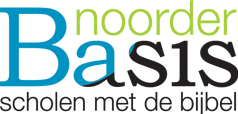 noorder
Basis
scholen met de bijbel